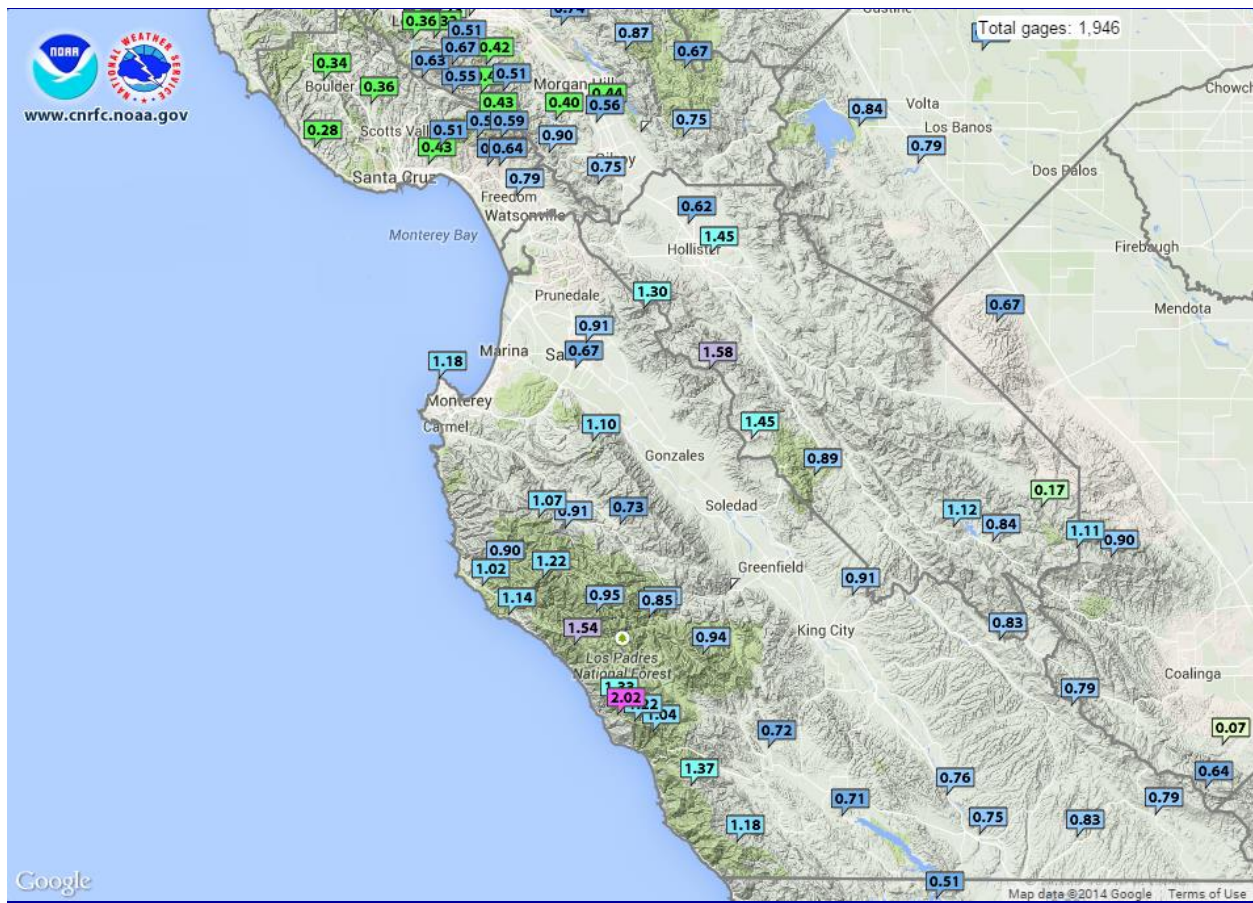 0.74
0.36
Custine
Total gages: 1,946
0.51
0.87
0.67
0.42
0.67
NOAA
NATIONAL WEATHER SERVICE
0.63
0.34
0.55
0.51
Morgan Hill
Chowch
Boulder
0.36
0.44
www.cnrfc.noaa.gov
0.43
0.40
0.56
0.84
Volta
0.28
Scotts Vall
0.51
0.59
0.90
0.75
Los Banos
0.43
0.64
0.79
Santa Cruz
0.75
Dos Palos
0.79
Freedom
Watsonville
0.62
Monterey Bay
1.45
Hollister
Firebaugh
Prunedale
1.30
0.67
Mendota
0.91
Marina
0.67
1.58
1.18
Monterey
Carmel
1.10
1.45
Gonzales
0.89
0.17
1.07
0.91
0.73
Soledad
1.12
0.84
1.11
0.90
0.90
1.02
1.22
Greenfield
0.91
1.14
0.95
0.85
1.54
0.94
King City
0.83
Los Padres
National Forest
Coalinga
1.33
2.02
1.04
0.79
0.72
0.07
1.37
0.76
0.64
0.71
0.79
1.18
0.75
0.83
Google
0.51
Map data ©2014 Google
Terms of Use